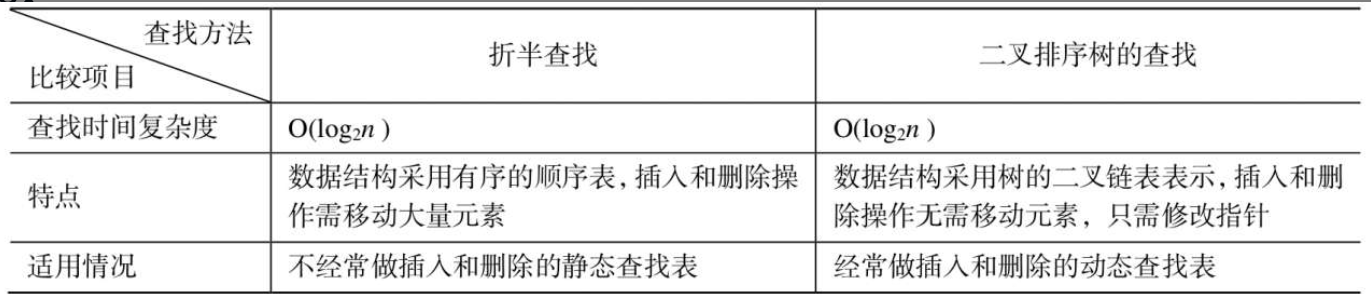 查找方法
比较项目
折半查找
二叉排序树的查找
查找时间复杂度
O(log₂n )
O(log₂n )
特点
数据结构采用有序的顺序表，插入和删除操
作需移动大量元素
数据结构采用树的二叉链表表示，插入和删
除操作无需移动元素，只需修改指针
适用情况
不经常做插入和删除的静态查找表
经常做插入和删除的动态查找表